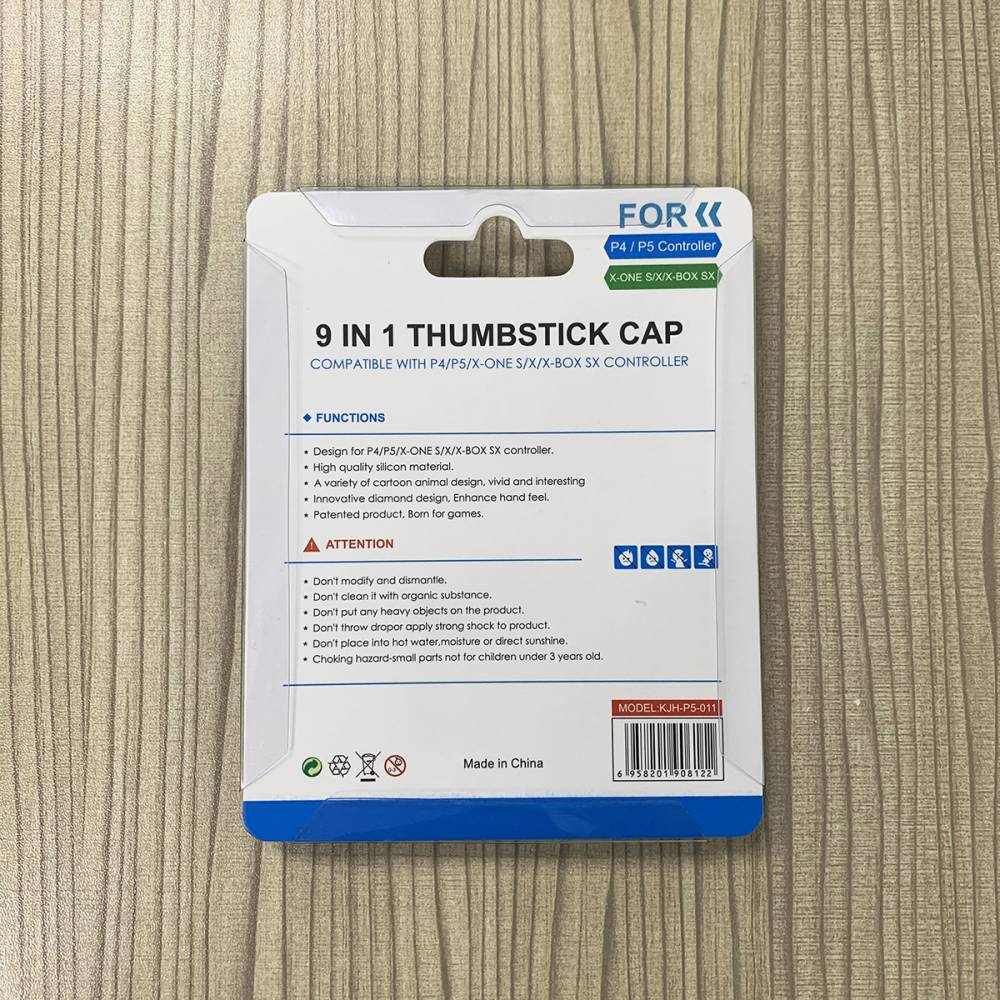 FOR
P4 / P5 Controller
X-ONE S/X/X-BOX SX
9 IN 1 THUMBSTICK CAP
COMPATIBLE WITH P4/P5/X-ONE S/X/X-BOX SX CONTROLLER
FUNCTIONS
Design for P4/P5/X-ONE S/X/X-BOX SX controller.
High quality silicon material.
A variety of cartoon animal design, vivid and interesting
Innovative diamond design, Enhance hand feel.
Patented product, Born for games.
ATTENTION
Don't modify and dismantle.
Don't clean it with organic substance.
Don't put any heavy objects on the product.
Don't throw dropor apply strong shock to product.
Don't place into hot water,moisture or direct sunshine.
Choking hazard-small parts not for children under 3 years old.
MODEL:KJH-P5-011
Made in China
6 958201 908122
0-3